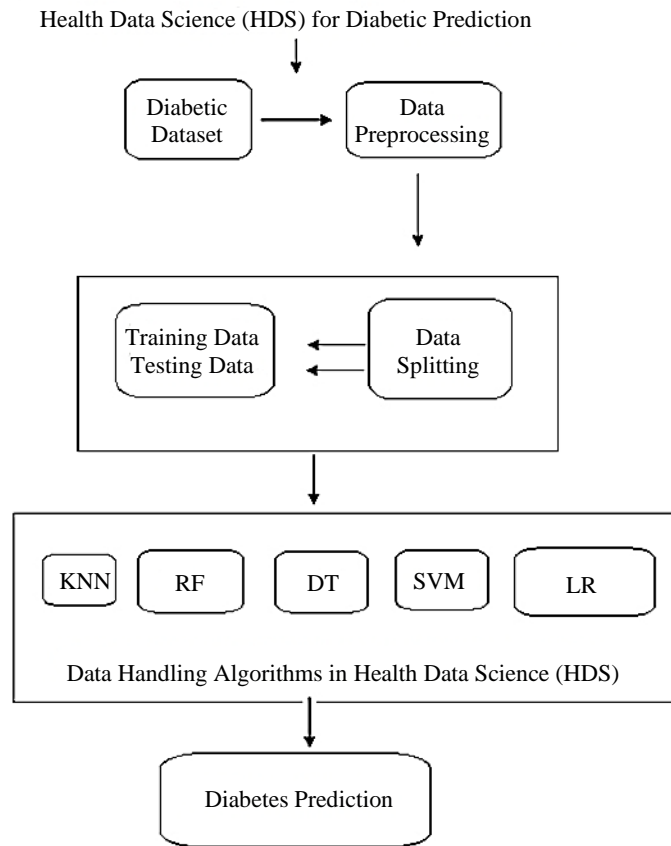 Health Data Science (HDS) for Diabetic Prediction
Diabetic
Dataset
Data
Preprocessing
Training Data
Testing Data
Data
Splitting
KNN
RF
DT
SVM
LR
Data Handling Algorithms in Health Data Science (HDS)
Diabetes Prediction